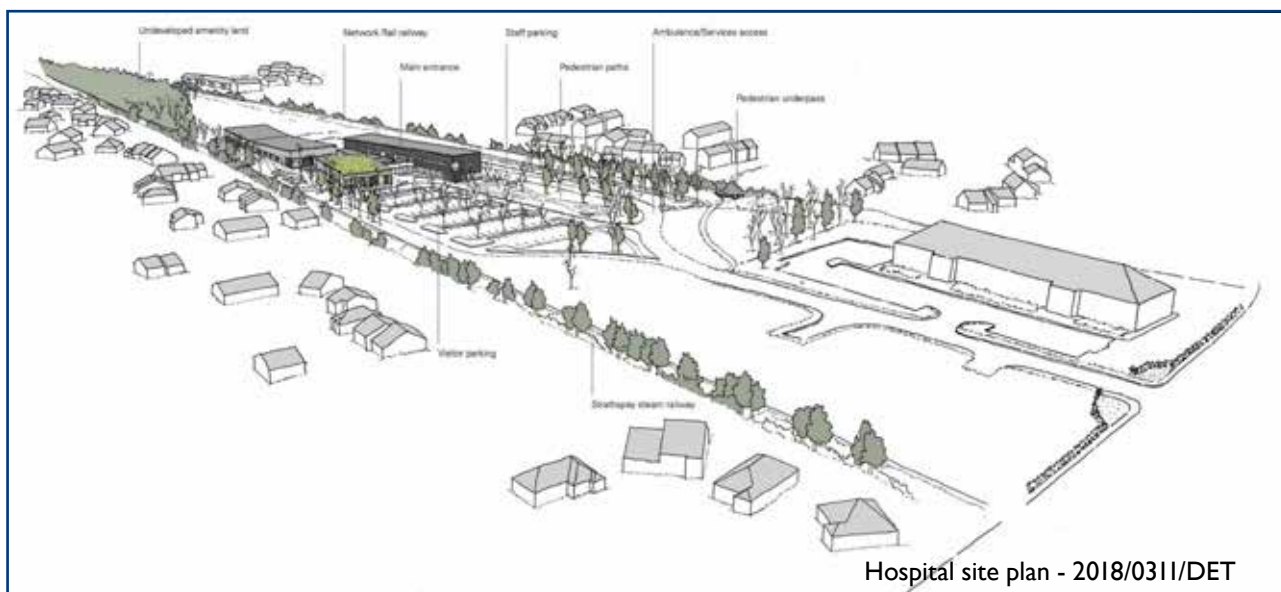 Undeveloped amenity land
Network Rail railway
Staff parking
Ambulance/Services access
Main entrance
Pedestrian paths
Pedestrian underpass
Visitor parking
Strathspey steam railway
Hospital site plan - 2018/0311/DET